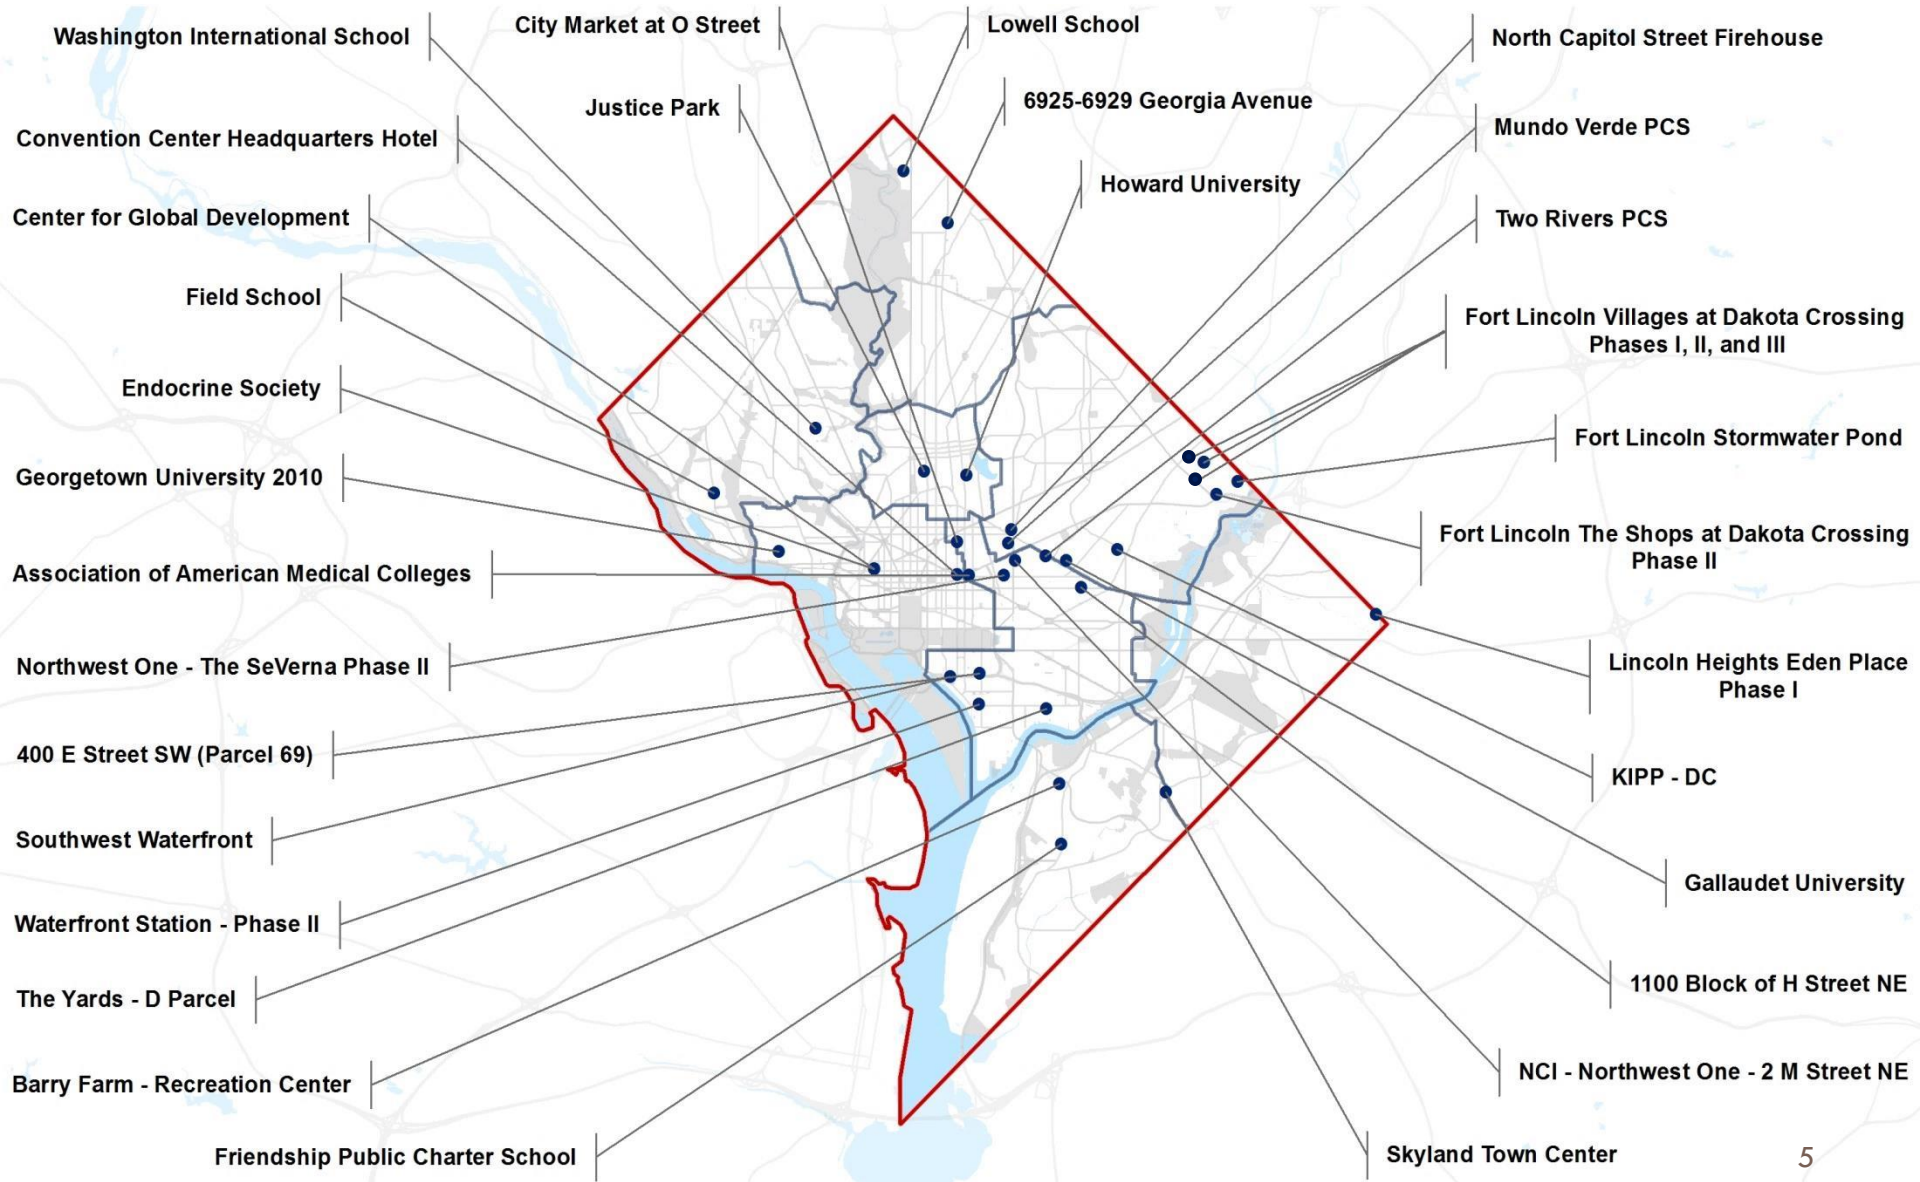 Washington International School
City Market at O Street
Lowell School
North Capitol Street Firehouse
Justice Park
6925-6929 Georgia Avenue
Mundo Verde PCS
Convention Center Headquarters Hotel
Howard University
Center for Global Development
Two Rivers PCS
Field School
Fort Lincoln Villages at Dakota Crossing
Phases I, II, and III
Endocrine Society
Fort Lincoln Stormwater Pond
Georgetown University 2010
Fort Lincoln The Shops at Dakota Crossing
Phase II
Association of American Medical Colleges
Northwest One - The SeVerna Phase II
Lincoln Heights Eden Place
Phase I
400 E Street SW (Parcel 69)
KIPP - DC
Southwest Waterfront
Gallaudet University
Waterfront Station - Phase II
1100 Block of H Street NE
The Yards - D Parcel
NCI - Northwest One - 2 M Street NE
Barry Farm - Recreation Center
Friendship Public Charter School
Skyland Town Center
5